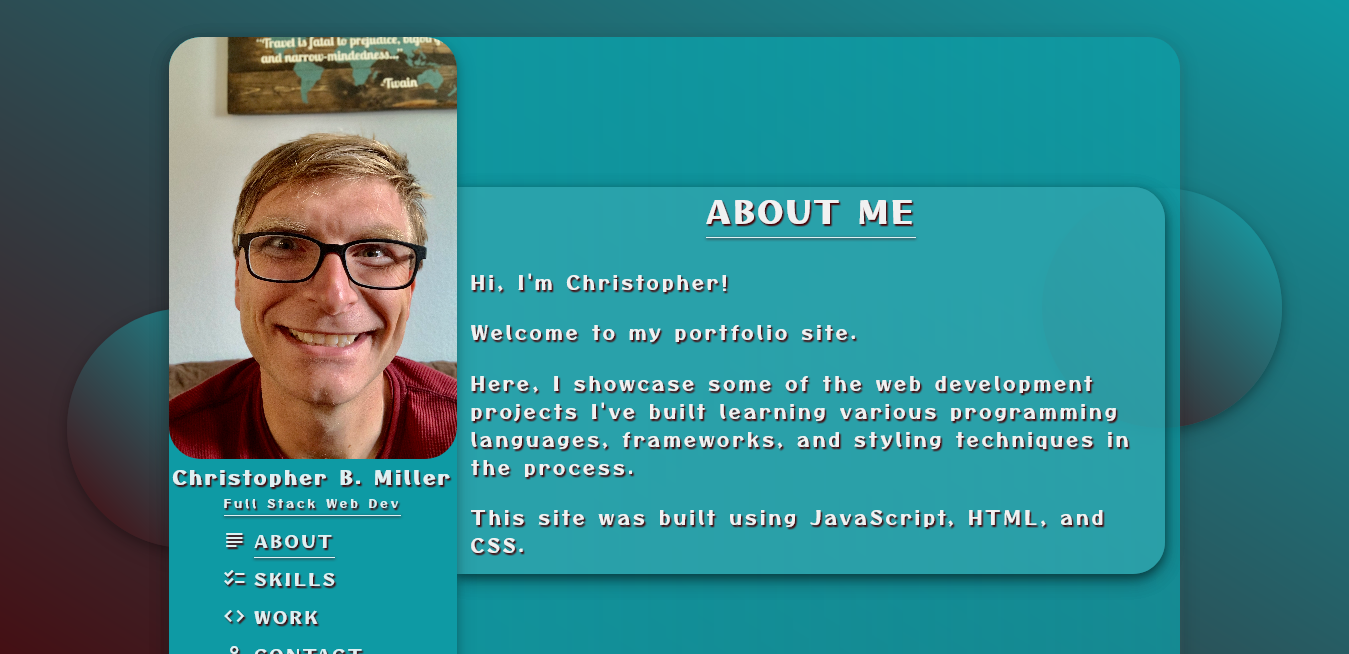 "Travel is fatal to prejudice, bigotry
and narrow-mindedness..."
-Twain
Christopher B. Miller
Full Stack Web Dev
ABOUT
SKILLS
WORK
CONTACT
ABOUT ME
Hi, I'm Christopher!
Welcome to my portfolio site.
Here, I showcase some of the web development
projects I've built learning various programming
languages, frameworks, and styling techniques in
the process.
This site was built using JavaScript, HTML, and
CSS.